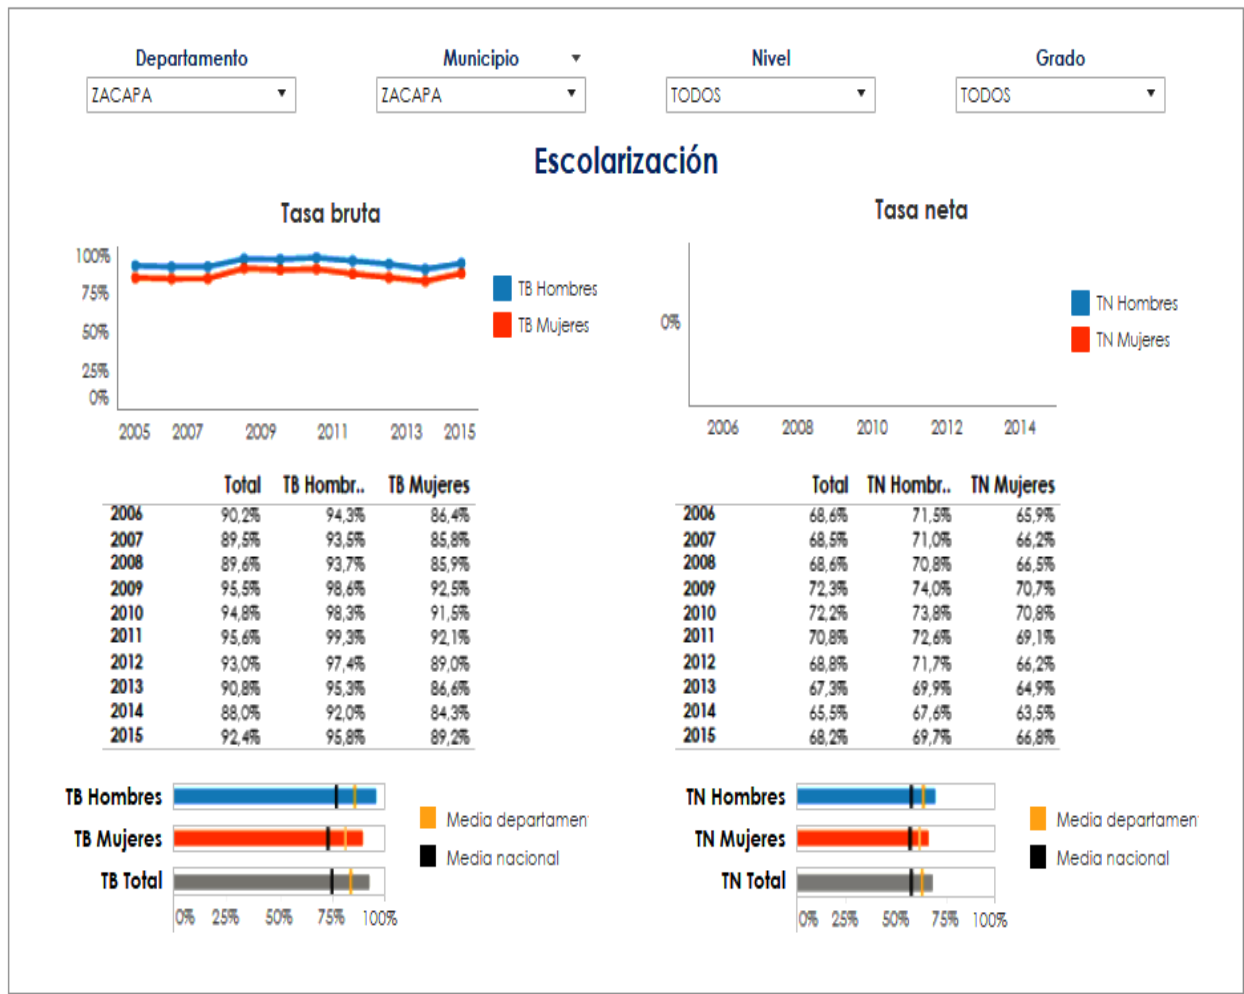 Departamento Municipio Nivel Grado
ZACAPA ZACAPA TODOS TODOS
Escolarización
Tasa bruta
100%
75%
50%
25%
0%
2005 2007 2009 2011 2013 2015
TB Hombres
TB Mujeres
Tasa neta
0%
2006 2008 2010 2012 2014
TN Hombres
TN Mujeres
Total TB Hombr.. TB Mujeres
2006 90,2% 94,3% 86,4%
2007 89,5% 93,5% 85,8%
2008 89,6% 93,7% 85,9%
2009 95,5% 98,6% 92,5%
2010 94,8% 98,3% 91,5%
2011 95,6% 99,3% 92,1%
2012 93,0% 97,4% 89,0%
2013 90,8% 95,3% 86,6%
2014 88,0% 92,0% 84,3%
2015 92,4% 95,8% 89,2%
Total TN Hombr.. TN Mujeres
2006 68,6% 71,5% 65,9%
2007 68,5% 71,0% 66,2%
2008 68,6% 70,8% 66,5%
2009 72,3% 74,0% 70,7%
2010 72,2% 73,8% 70,8%
2011 70,8% 72,6% 69,1%
2012 68,8% 71,7% 66,2%
2013 67,3% 69,9% 64,9%
2014 65,5% 67,6% 63,5%
2015 68,2% 69,7% 66,8%
TB Hombres
TB Mujeres
TB Total
0% 25% 50% 75% 100%
Media departamen
Media nacional
TN Hombres
TN Mujeres
TN Total
0% 25% 50% 75% 100%
Media departamen
Media nacional